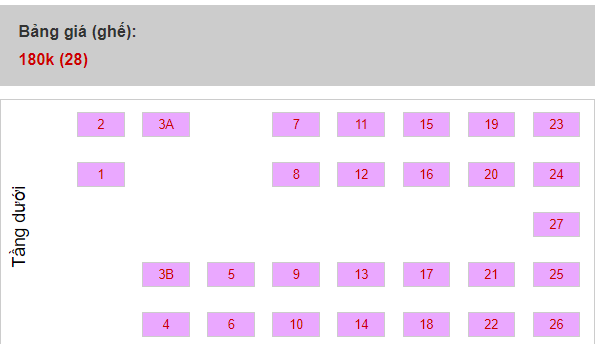 Bảng giá (ghế):
180k (28)
Tầng dưới
2 3A 7 11 15 19 23
1 8 12 16 20 24
27
3B 5 9 13 17 21 25
4 6 10 14 18 22 26